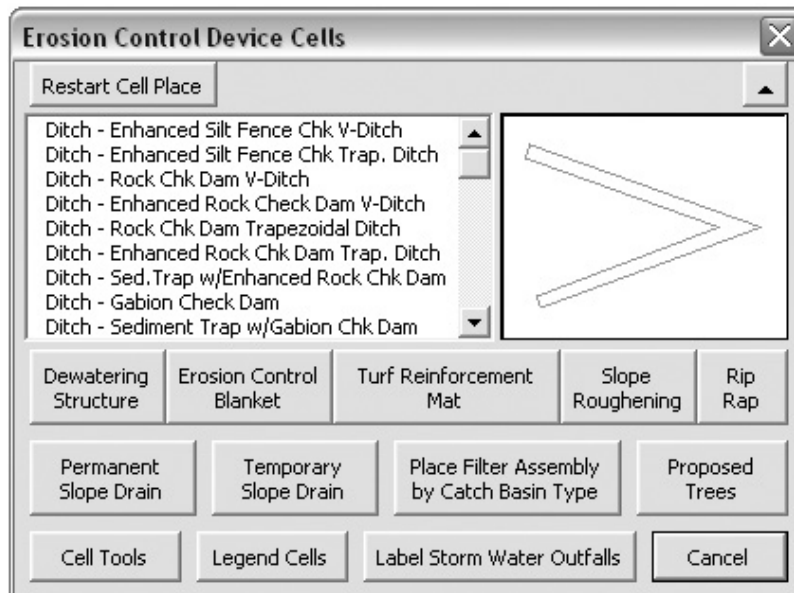 Erosion Control Device Cells
Restart Cell Place
Ditch - Enhanced Silt Fence Chk V-Ditch
Ditch - Enhanced Silt Fence Chk Trap. Ditch
Ditch - Rock Chk Dam V-Ditch
Ditch - Enhanced Rock Check Dam V-Ditch
Ditch - Rock Chk Dam Trapezoidal Ditch
Ditch - Enhanced Rock Chk Dam Trap. Ditch
Ditch - Sed.Trap w/Enhanced Rock Chk Dam
Ditch - Gabion Check Dam
Ditch - Sediment Trap w/Gabion Chk Dam
Dewatering
Structure
Erosion Control
Blanket
Turf Reinforcement
Mat
Slope
Roughening
Rip
Rap
Permanent
Slope Drain
Temporary
Slope Drain
Place Filter Assembly
by Catch Basin Type
Proposed
Trees
Cell Tools
Legend Cells
Label Storm Water Outfalls
Cancel